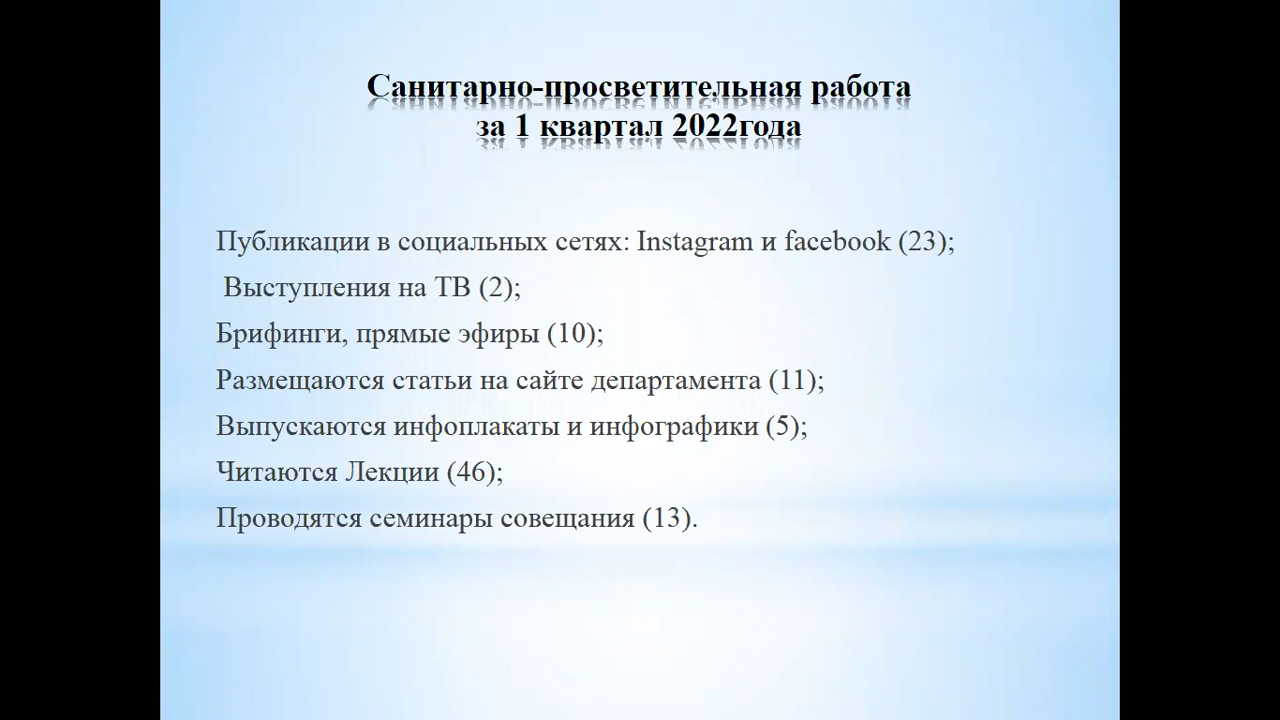 Санитарно-просветительная работа
за 1 квартал 2022года
Публикации в социальных сетях: Instagram и facebook (23);
Выступления на ТВ (2);
Брифинги, прямые эфиры (10);
Размещаются статьи на сайте департамента (11);
Выпускаются инфоплакаты и инфографики (5);
Читаются Лекции (46);
Проводятся семинары совещания (13).